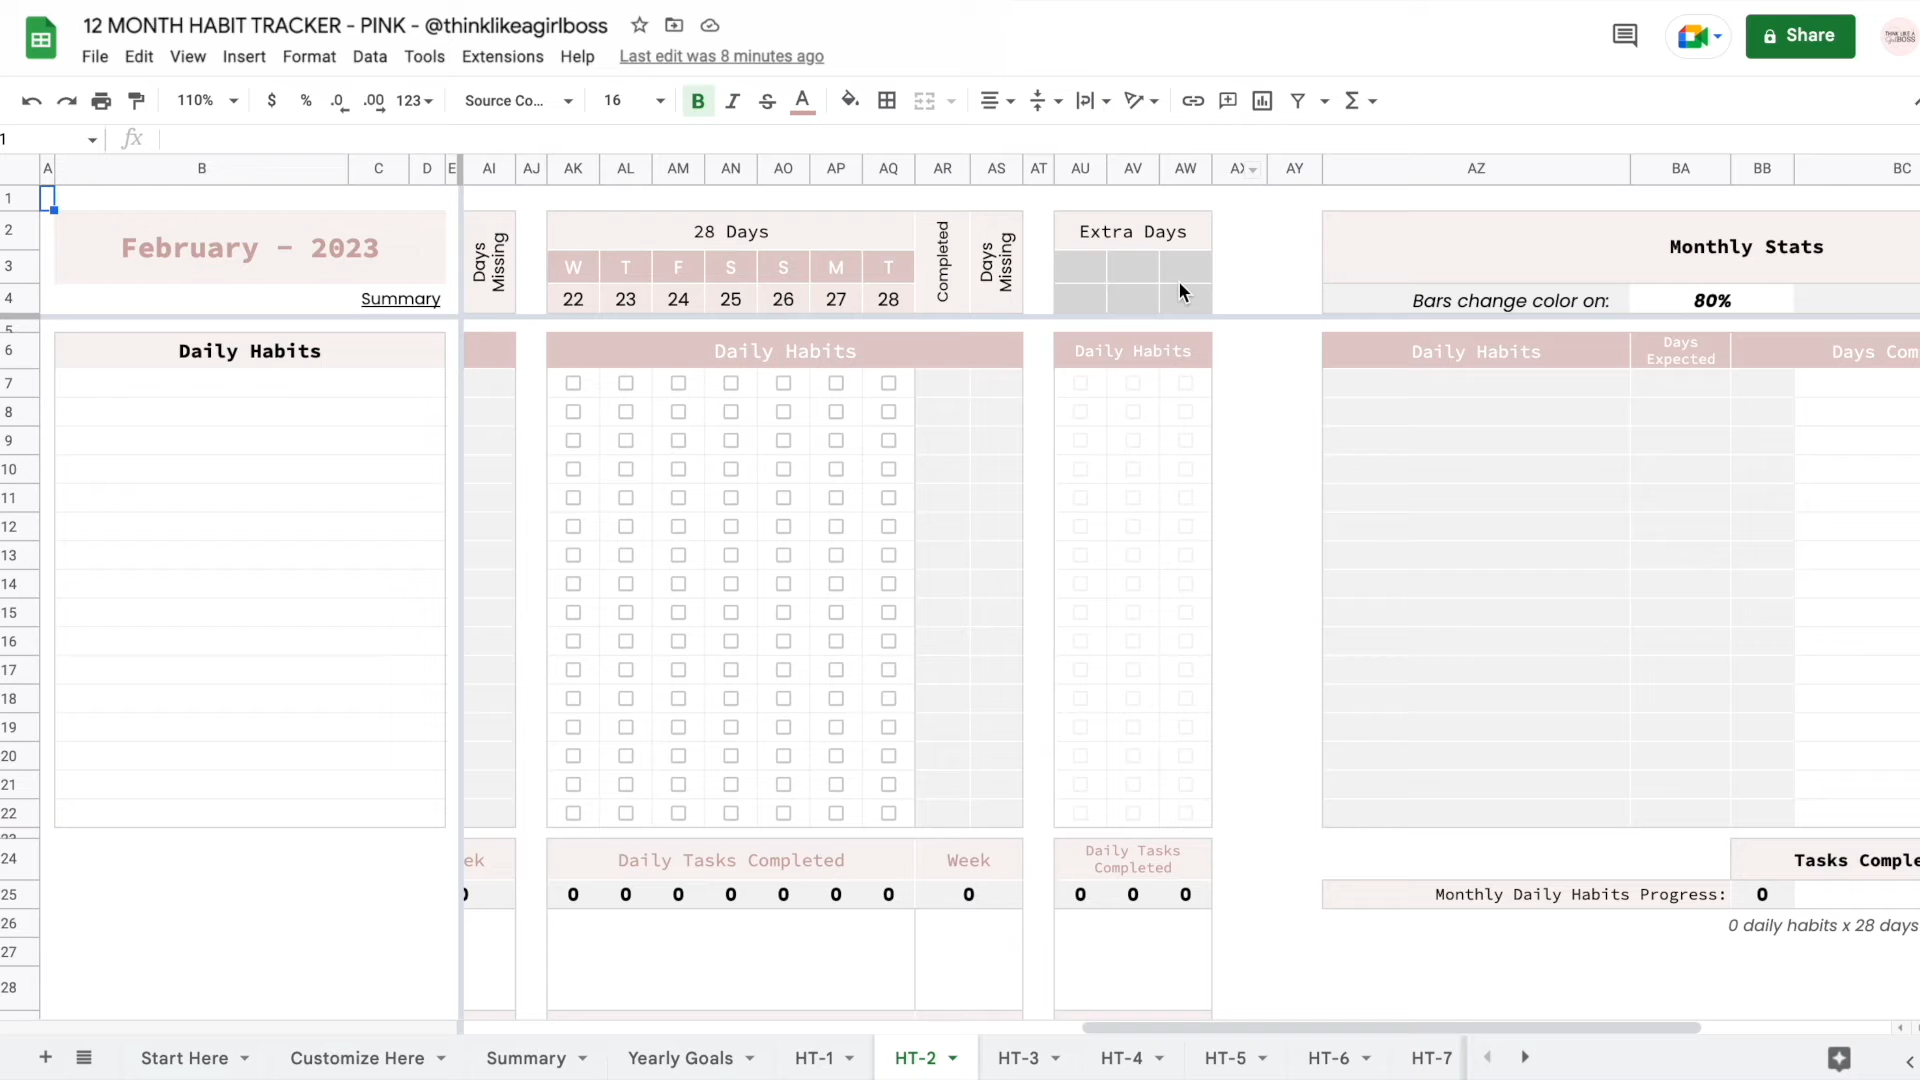 12 MONTH HABIT TRACKER - PINK - @thinklikeagirlboss
Share
File Edit View Insert Format Data Tools Extensions Help Last edit was 8 minutes ago
110% $ % .0 .00 123 Source Co... 16 B I S A Σ
1 fx
A B C D E AI AJ AK AL AM AN AO AP AQ AR AS AT AU AV AW AX AY AZ BA BB BC
1
2
3
4
5
6
7
8
9
10
11
12
13
14
15
16
17
18
19
20
21
22
23
24
25
26
27
28
February - 2023
Summary
Daily Habits
Days Missing
28 Days
W T F S S M T
22 23 24 25 26 27 28
Completed
Days Missing
Extra Days
Monthly Stats
Bars change color on: 80%
Daily Habits
Daily Habits
Daily Habits
Days
Expected
Days Com
ek
Daily Tasks Completed
Week
Daily Tasks
Completed
Tasks Comple
0 0 0 0 0 0 0 0 0 0 0 0
Monthly Daily Habits Progress: 0
0 daily habits x 28 days
+ Start Here Customize Here Summary Yearly Goals HT-1 HT-2 HT-3 HT-4 HT-5 HT-6 HT-7